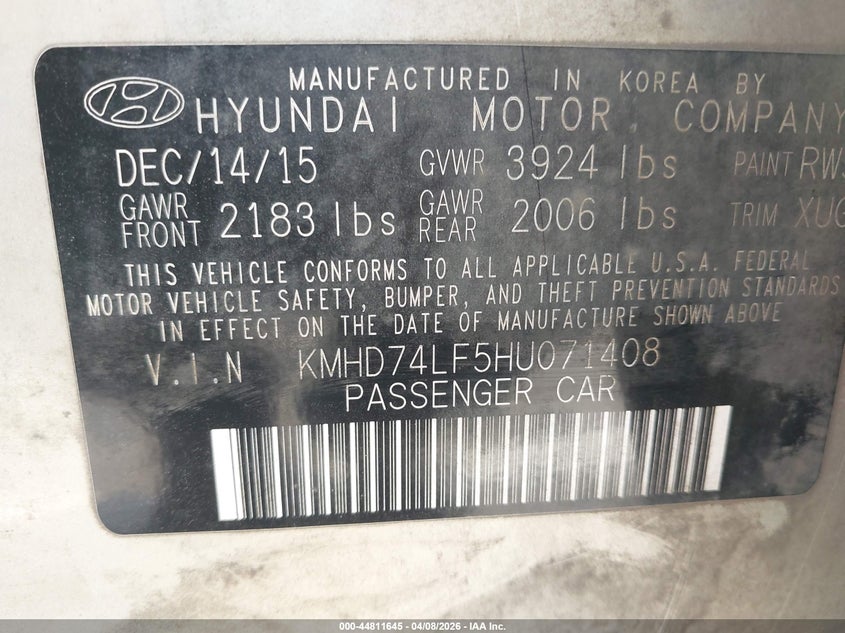 MANUFACTURED IN KOREA BY
HYUNDAI MOTOR COMPANY
DEC/14/15 GVWR 3924 lbs PAINT RW
GAWR FRONT 2183 lbs GAWR REAR 2006 lbs TRIM XUG
THIS VEHICLE CONFORMS TO ALL APPLICABLE U.S.A. FEDERAL
MOTOR VEHICLE SAFETY, BUMPER, AND THEFT PREVENTION STANDARDS
IN EFFECT ON THE DATE OF MANUFACTURE SHOWN ABOVE
V.I.N KMHD74LF5HU071408
PASSENGER CAR
000-44811645 - 04/08/2026 - IAA Inc.